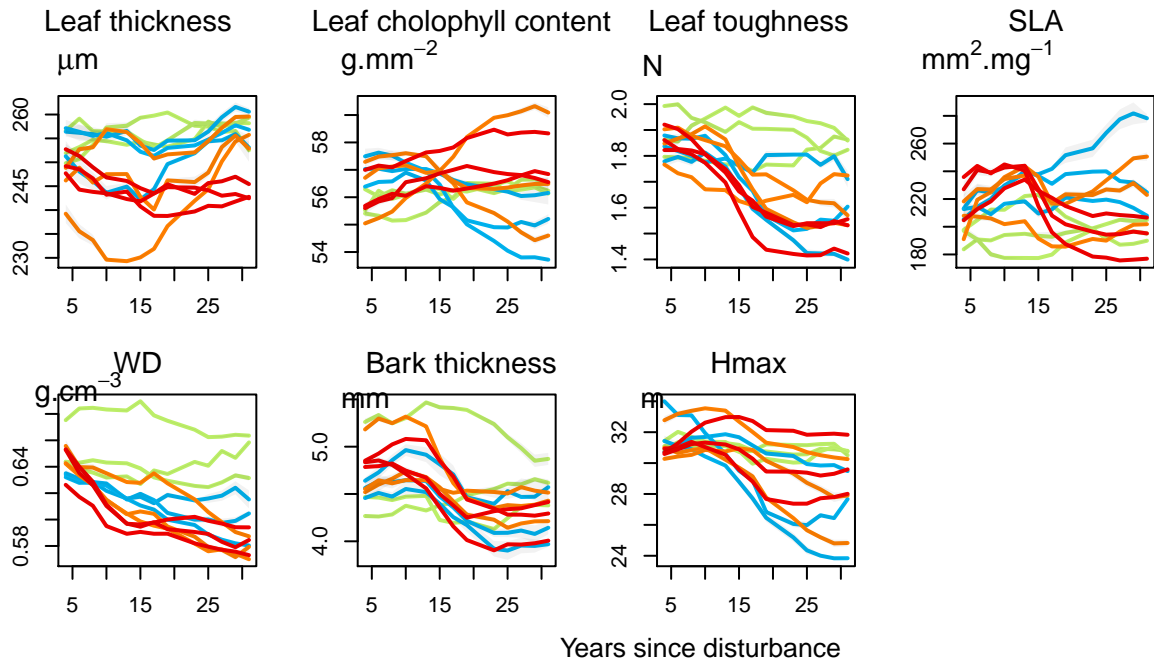 Leaf thickness Leaf cholophyll content Leaf toughness SLA
μm g.mm⁻² N mm².mg⁻¹
260 58 2.0 260
245 56 1.8 220
230 54 1.6 180
1.4
5 15 25 5 15 25 5 15 25 5 15 25
WD Bark thickness Hmax
g.cm⁻³ mm m
0.64 5.0 32
0.58 4.0 28
24
5 15 25 5 15 25 5 15 25
Years since disturbance